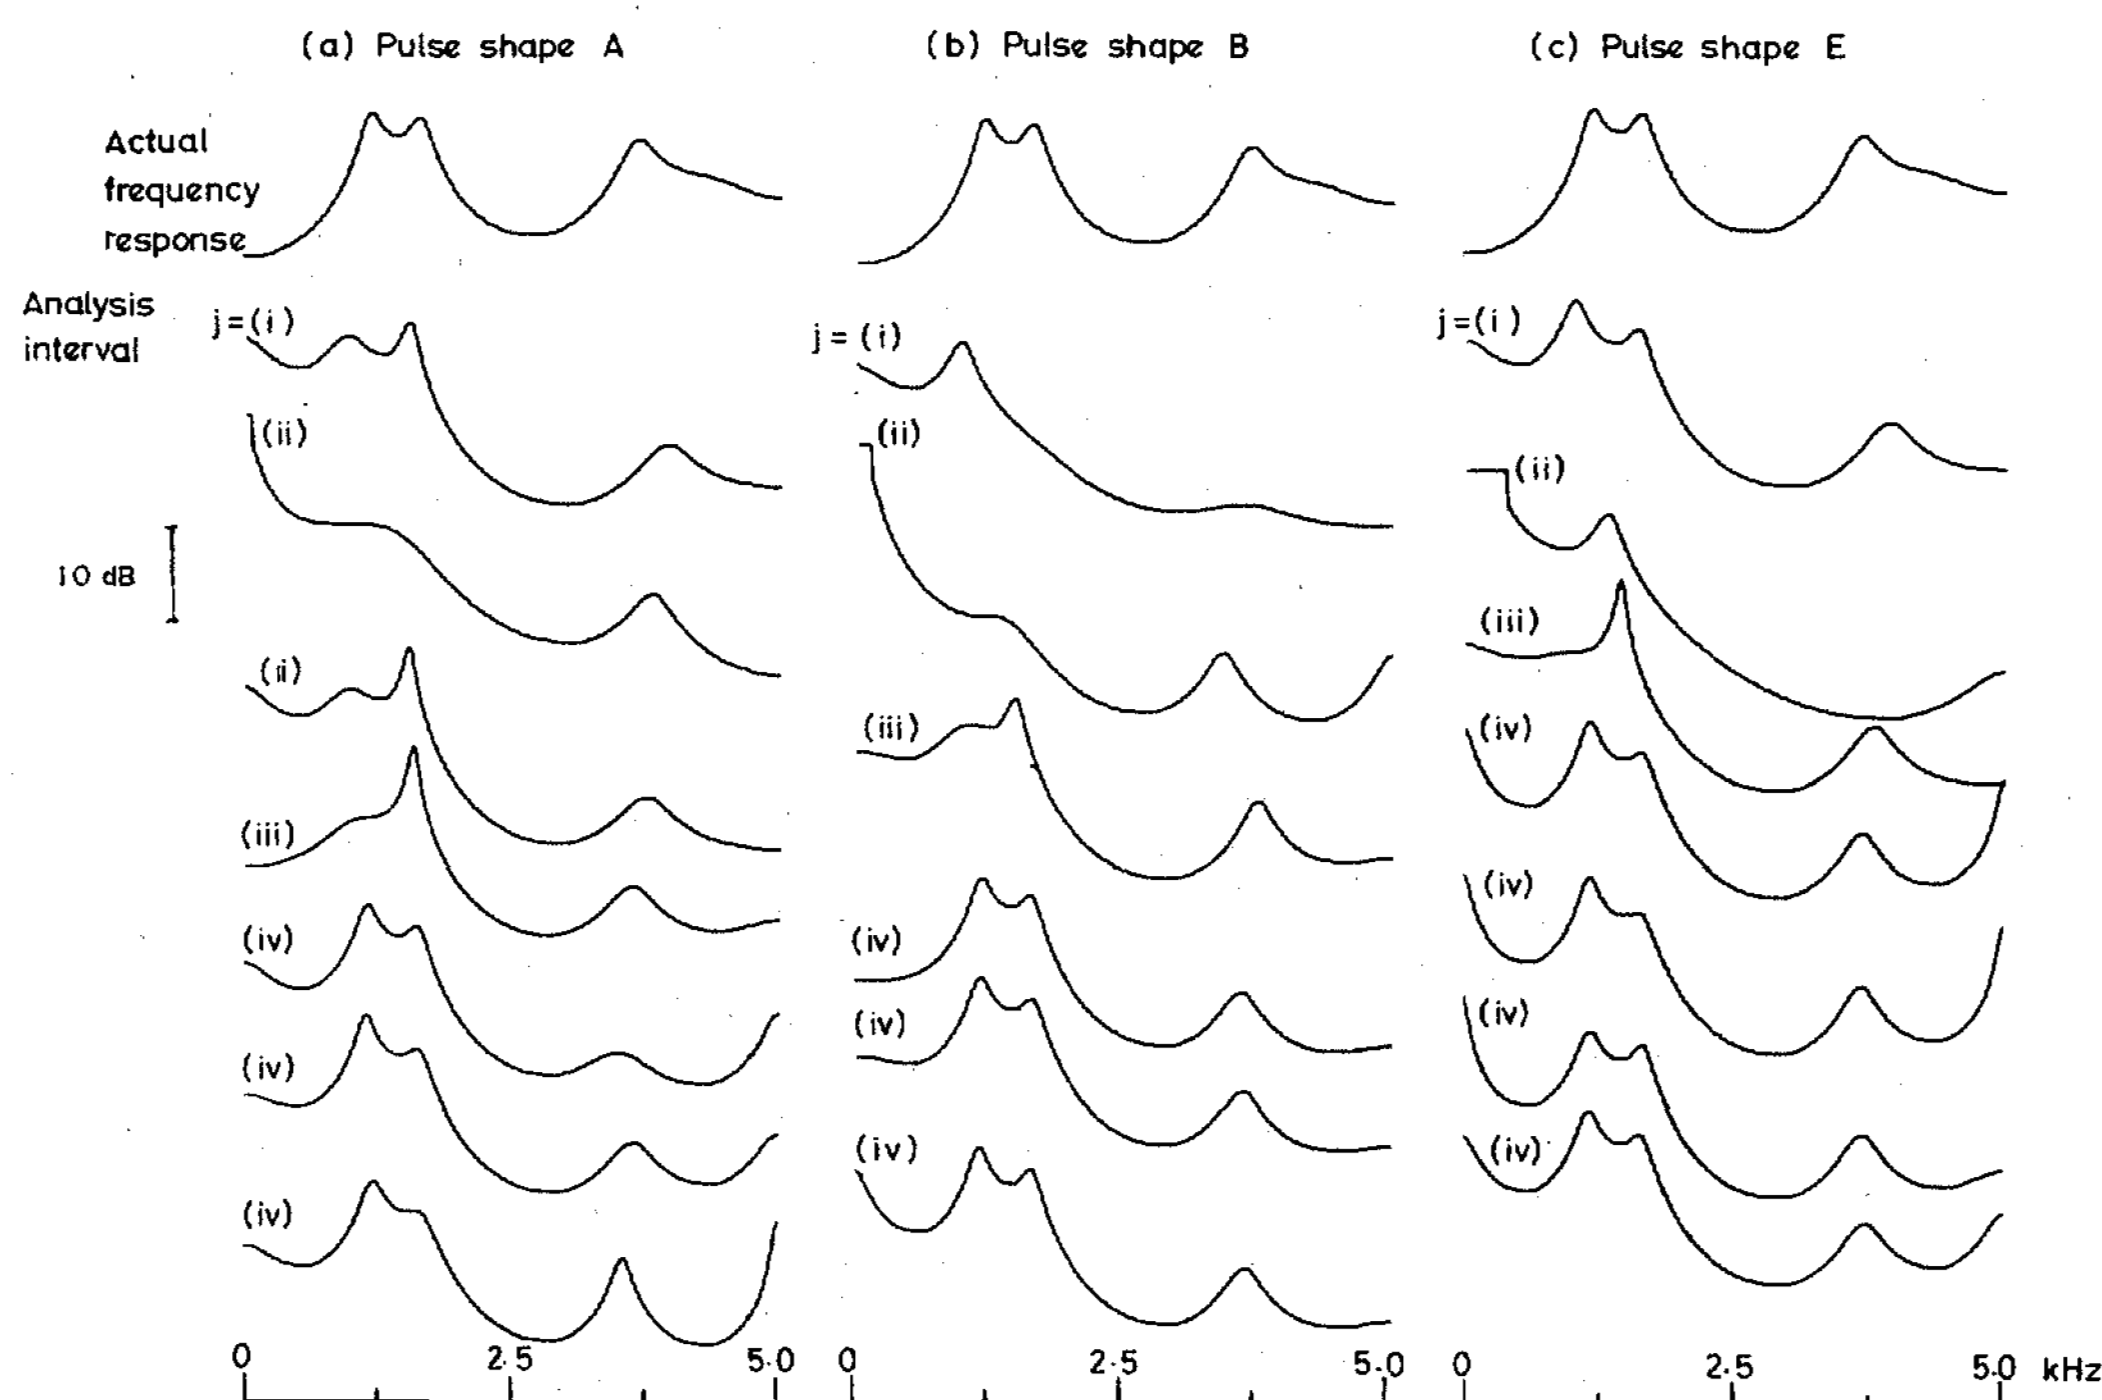 (a) Pulse shape A
(b) Pulse shape B
(c) Pulse shape E
Actual
frequency
response
Analysis
interval
10 dB
j=(i)
(ii)
(ii)
(iii)
(iv)
(iv)
(iv)
j = (i)
(ii)
(iii)
(iv)
(iv)
(iv)
j=(i)
(ii)
(iii)
(iv)
(iv)
(iv)
(iv)
0 2.5 5.0 0 2.5 5.0 0 2.5 5.0 kHz